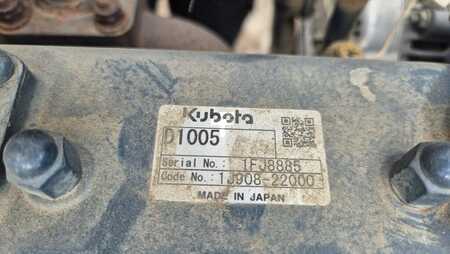 Kubota
D1005
Serial No.: 1FJ8885
Code No.: 1J908-22000
MADE IN JAPAN